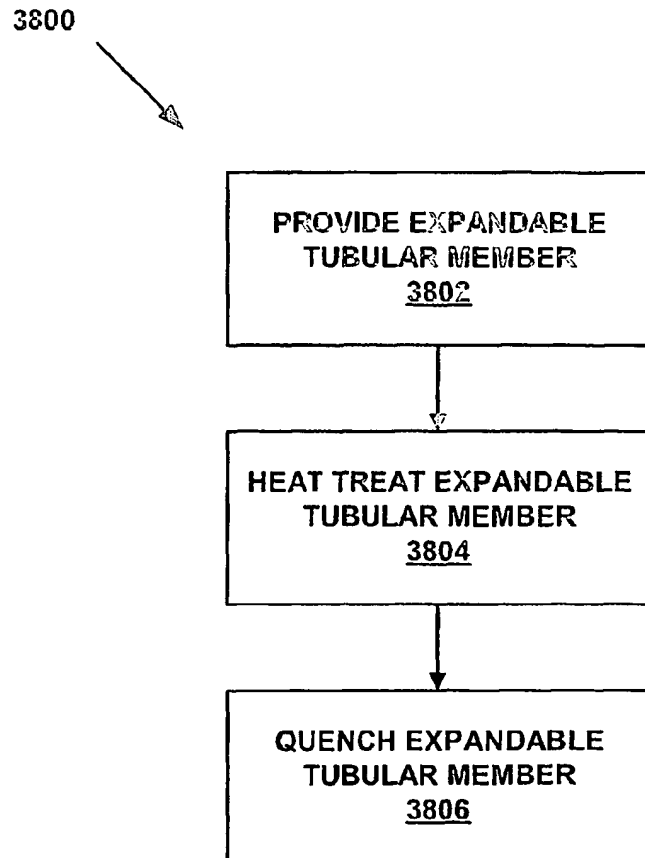 3800
PROVIDE EXPANDABLE
TUBULAR MEMBER
3802
HEAT TREAT EXPANDABLE
TUBULAR MEMBER
3804
QUENCH EXPANDABLE
TUBULAR MEMBER
3806